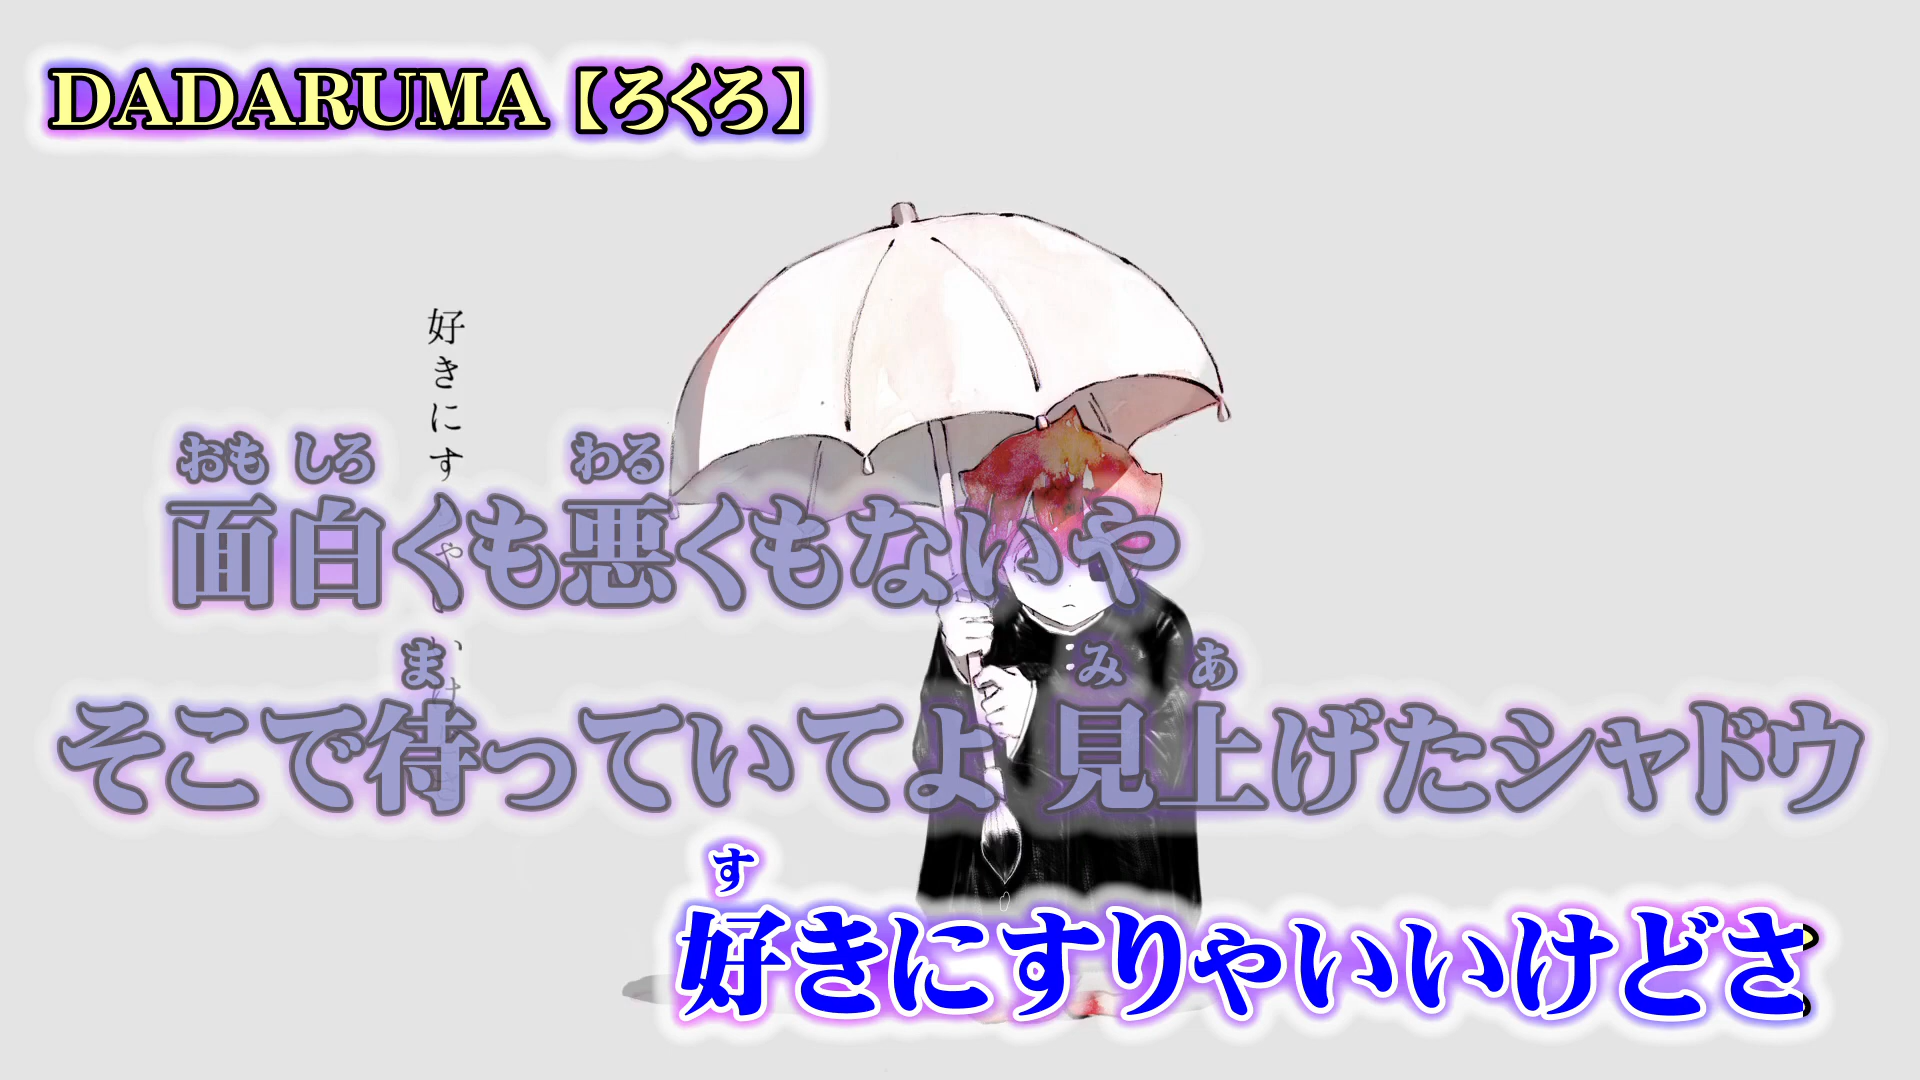 DADARUMA【ろくろ】
好きにす
おも しろ わる
面白くも悪くもないや
ま み あ
そこで待っていてよ 見上げたシャドウ
す
好きにすりゃいいけどさ